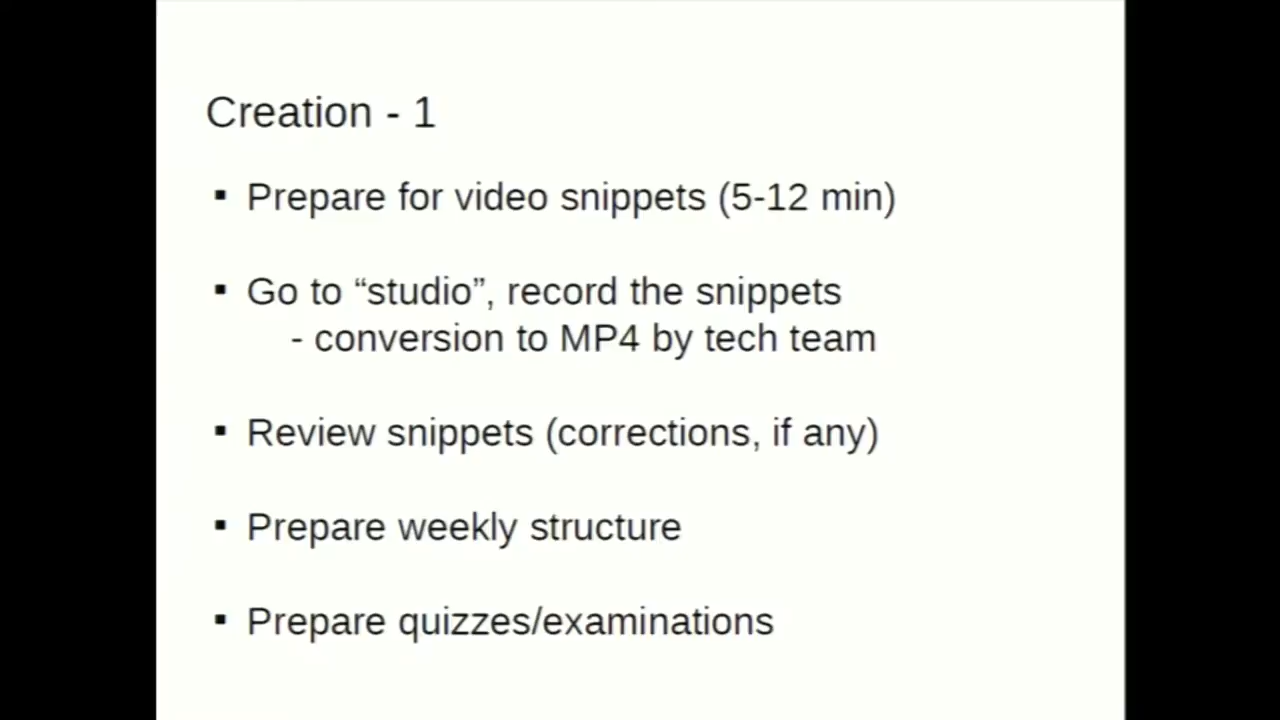 Creation - 1
▪ Prepare for video snippets (5-12 min)
▪ Go to “studio”, record the snippets
- conversion to MP4 by tech team
▪ Review snippets (corrections, if any)
▪ Prepare weekly structure
▪ Prepare quizzes/examinations